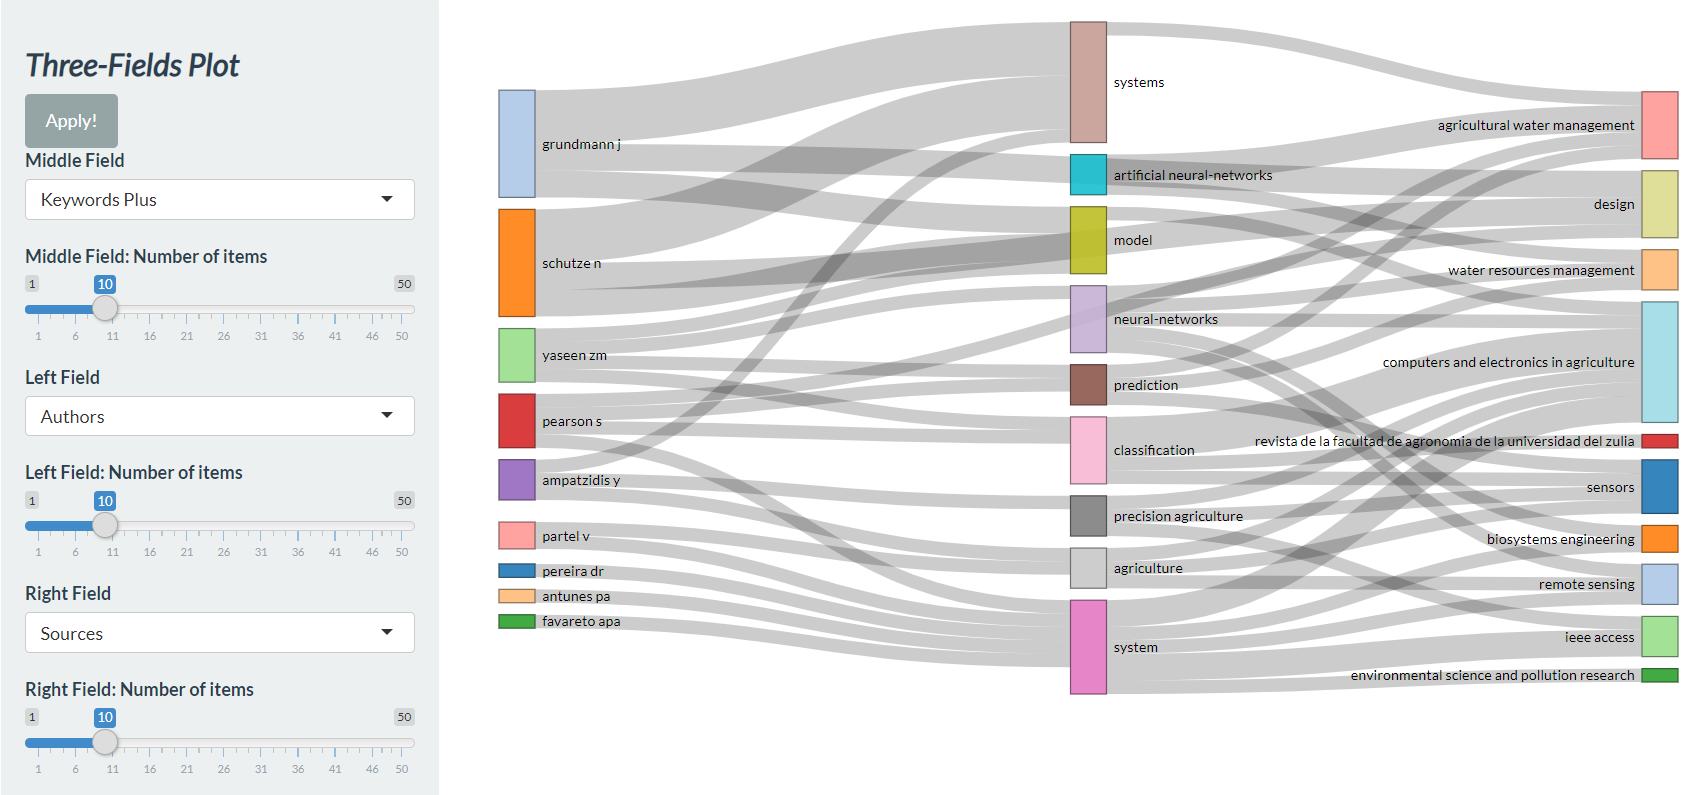 Three-Fields Plot
Apply!
Middle Field
Keywords Plus
Middle Field: Number of items
1 10 50
1 6 11 16 21 26 31 36 41 46 50
Left Field
Authors
Left Field: Number of items
1 10 50
1 6 11 16 21 26 31 36 41 46 50
Right Field
Sources
Right Field: Number of items
1 10 50
1 6 11 16 21 26 31 36 41 46 50
grundmann j
schutze n
yaseen zm
pearson s
ampatzidis y
partel v
pereira dr
antunes pa
favareto apa
systems
artificial neural-networks
model
neural-networks
prediction
classification
precision agriculture
agriculture
system
agricultural water management
design
water resources management
computers and electronics in agriculture
revista de la facultad de agronomia de la universidad del zulia
sensors
biosystems engineering
remote sensing
ieee access
environmental science and pollution research